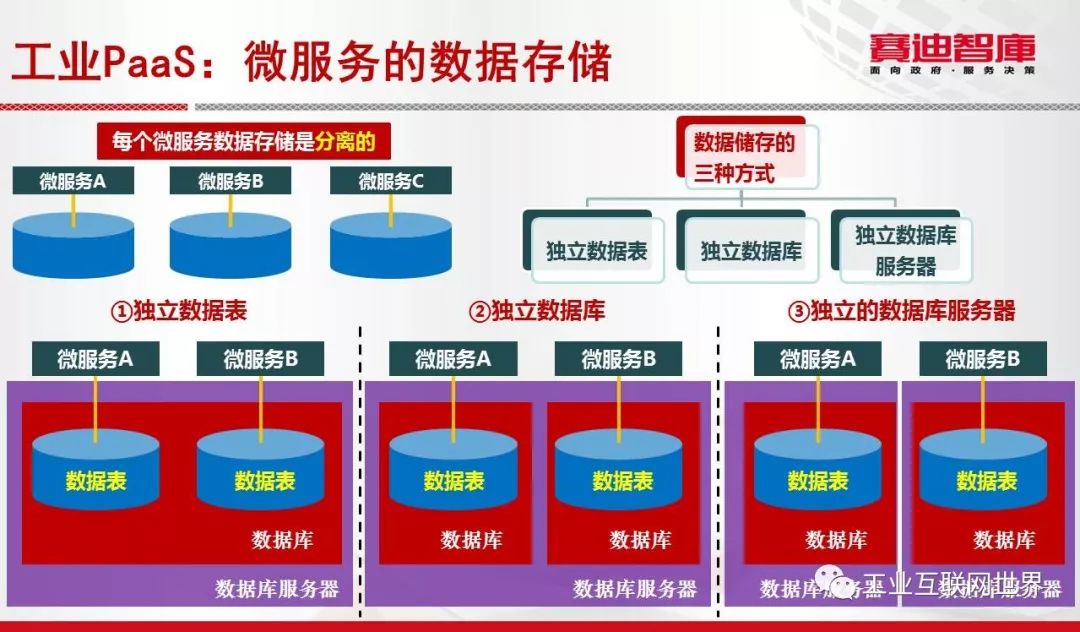 工业PaaS：微服务的数据存储
赛迪智庫
面向政府·服务决策
每个微服务数据存储是分离的
微服务A
微服务B
微服务C
数据储存的
三种方式
独立数据表
独立数据库
独立数据库
服务器
①独立数据表
微服务A
微服务B
数据表
数据表
数据库
数据库服务器
②独立数据库
微服务A
微服务B
数据表
数据表
数据库
数据库
数据库服务器
③独立的数据库服务器
微服务A
微服务B
数据表
数据表
数据库
数据库
数据库服务器
数据库服务器
工业互联网世界